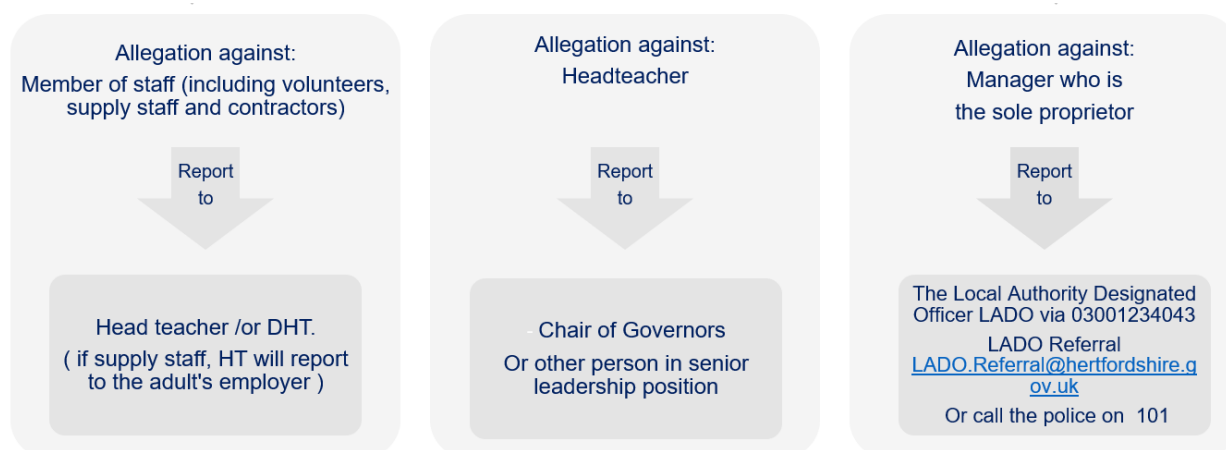 Allegation against:
Member of staff (including volunteers,
supply staff and contractors)
Report
to
Head teacher /or DHT.
( if supply staff, HT will report
to the adult's employer )
Allegation against:
Headteacher
Report
to
- Chair of Governors
Or other person in senior
leadership position
Allegation against:
Manager who is
the sole proprietor
Report
to
The Local Authority Designated
Officer LADO via 03001234043
LADO Referral
LADO.Referral@hertfordshire.g
ov.uk
Or call the police on 101